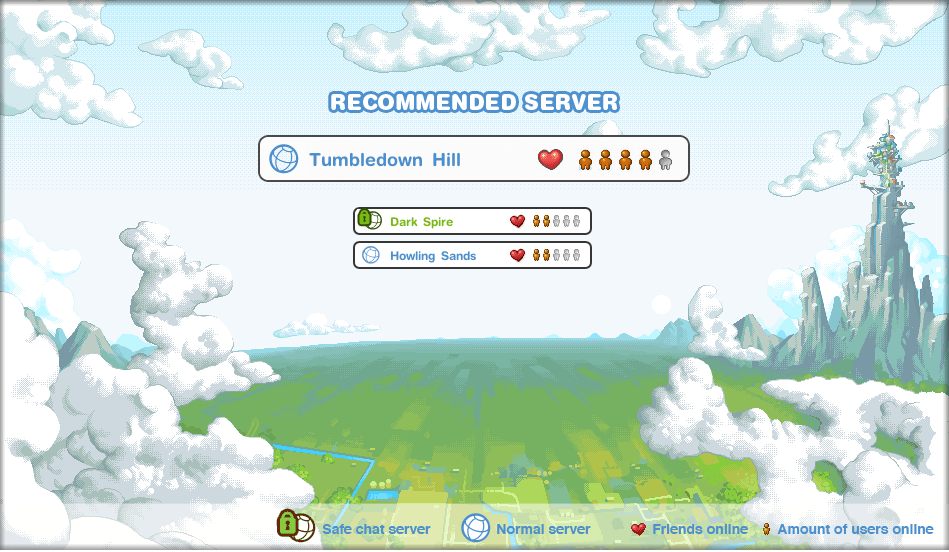 RECOMMENDED SERVER
Tumbledown Hill
Dark Spire
Howling Sands
Safe chat server Normal server Friends online Amount of users online